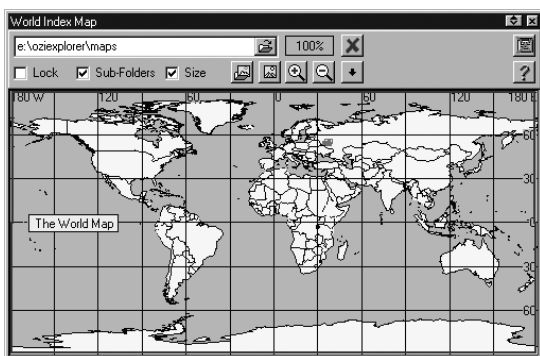 World Index Map
e:\oziexplorer\maps
100%
Lock
Sub-Folders
Size
?
180 W
120
60
0
60
120
180 E
60
30
0
30
60
The World Map